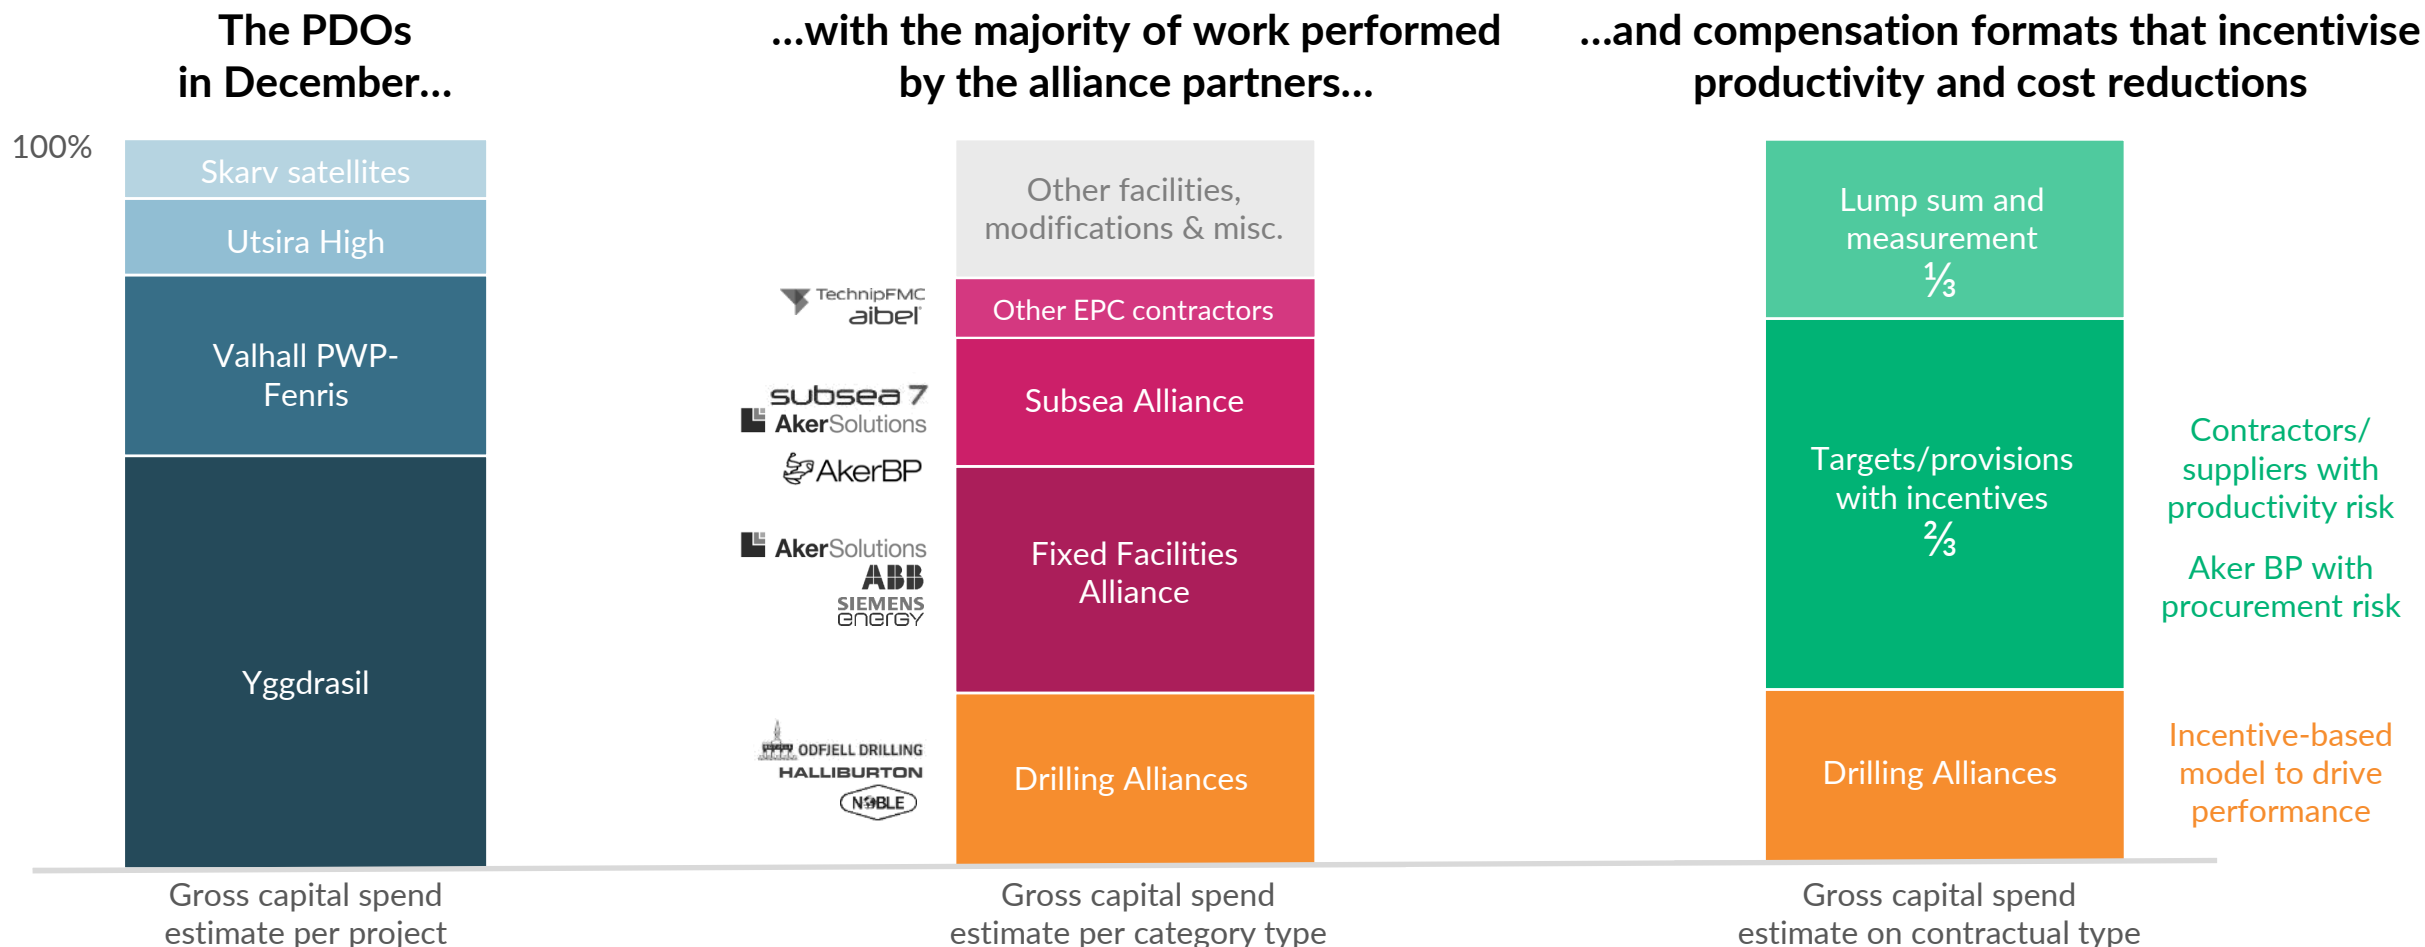 The PDOs
in December...
...with the majority of work performed
by the alliance partners...
...and compensation formats that incentivise
productivity and cost reductions
100%
Skarv satellites
Utsira High
Valhall PWP-
Fenris
Yggdrasil
Gross capital spend
estimate per project
TechnipFMC
aibel
subsea 7
AkerSolutions
AkerBP
AkerSolutions
ABB
SIEMENS
energy
ODFJELL DRILLING
HALLIBURTON
NOBLE
Other facilities,
modifications & misc.
Other EPC contractors
Subsea Alliance
Fixed Facilities
Alliance
Drilling Alliances
Gross capital spend
estimate per category type
Lump sum and
measurement
⅓
Targets/provisions
with incentives
⅔
Drilling Alliances
Contractors/
suppliers with
productivity risk
Aker BP with
procurement risk
Incentive-based
model to drive
performance
Gross capital spend
estimate on contractual type